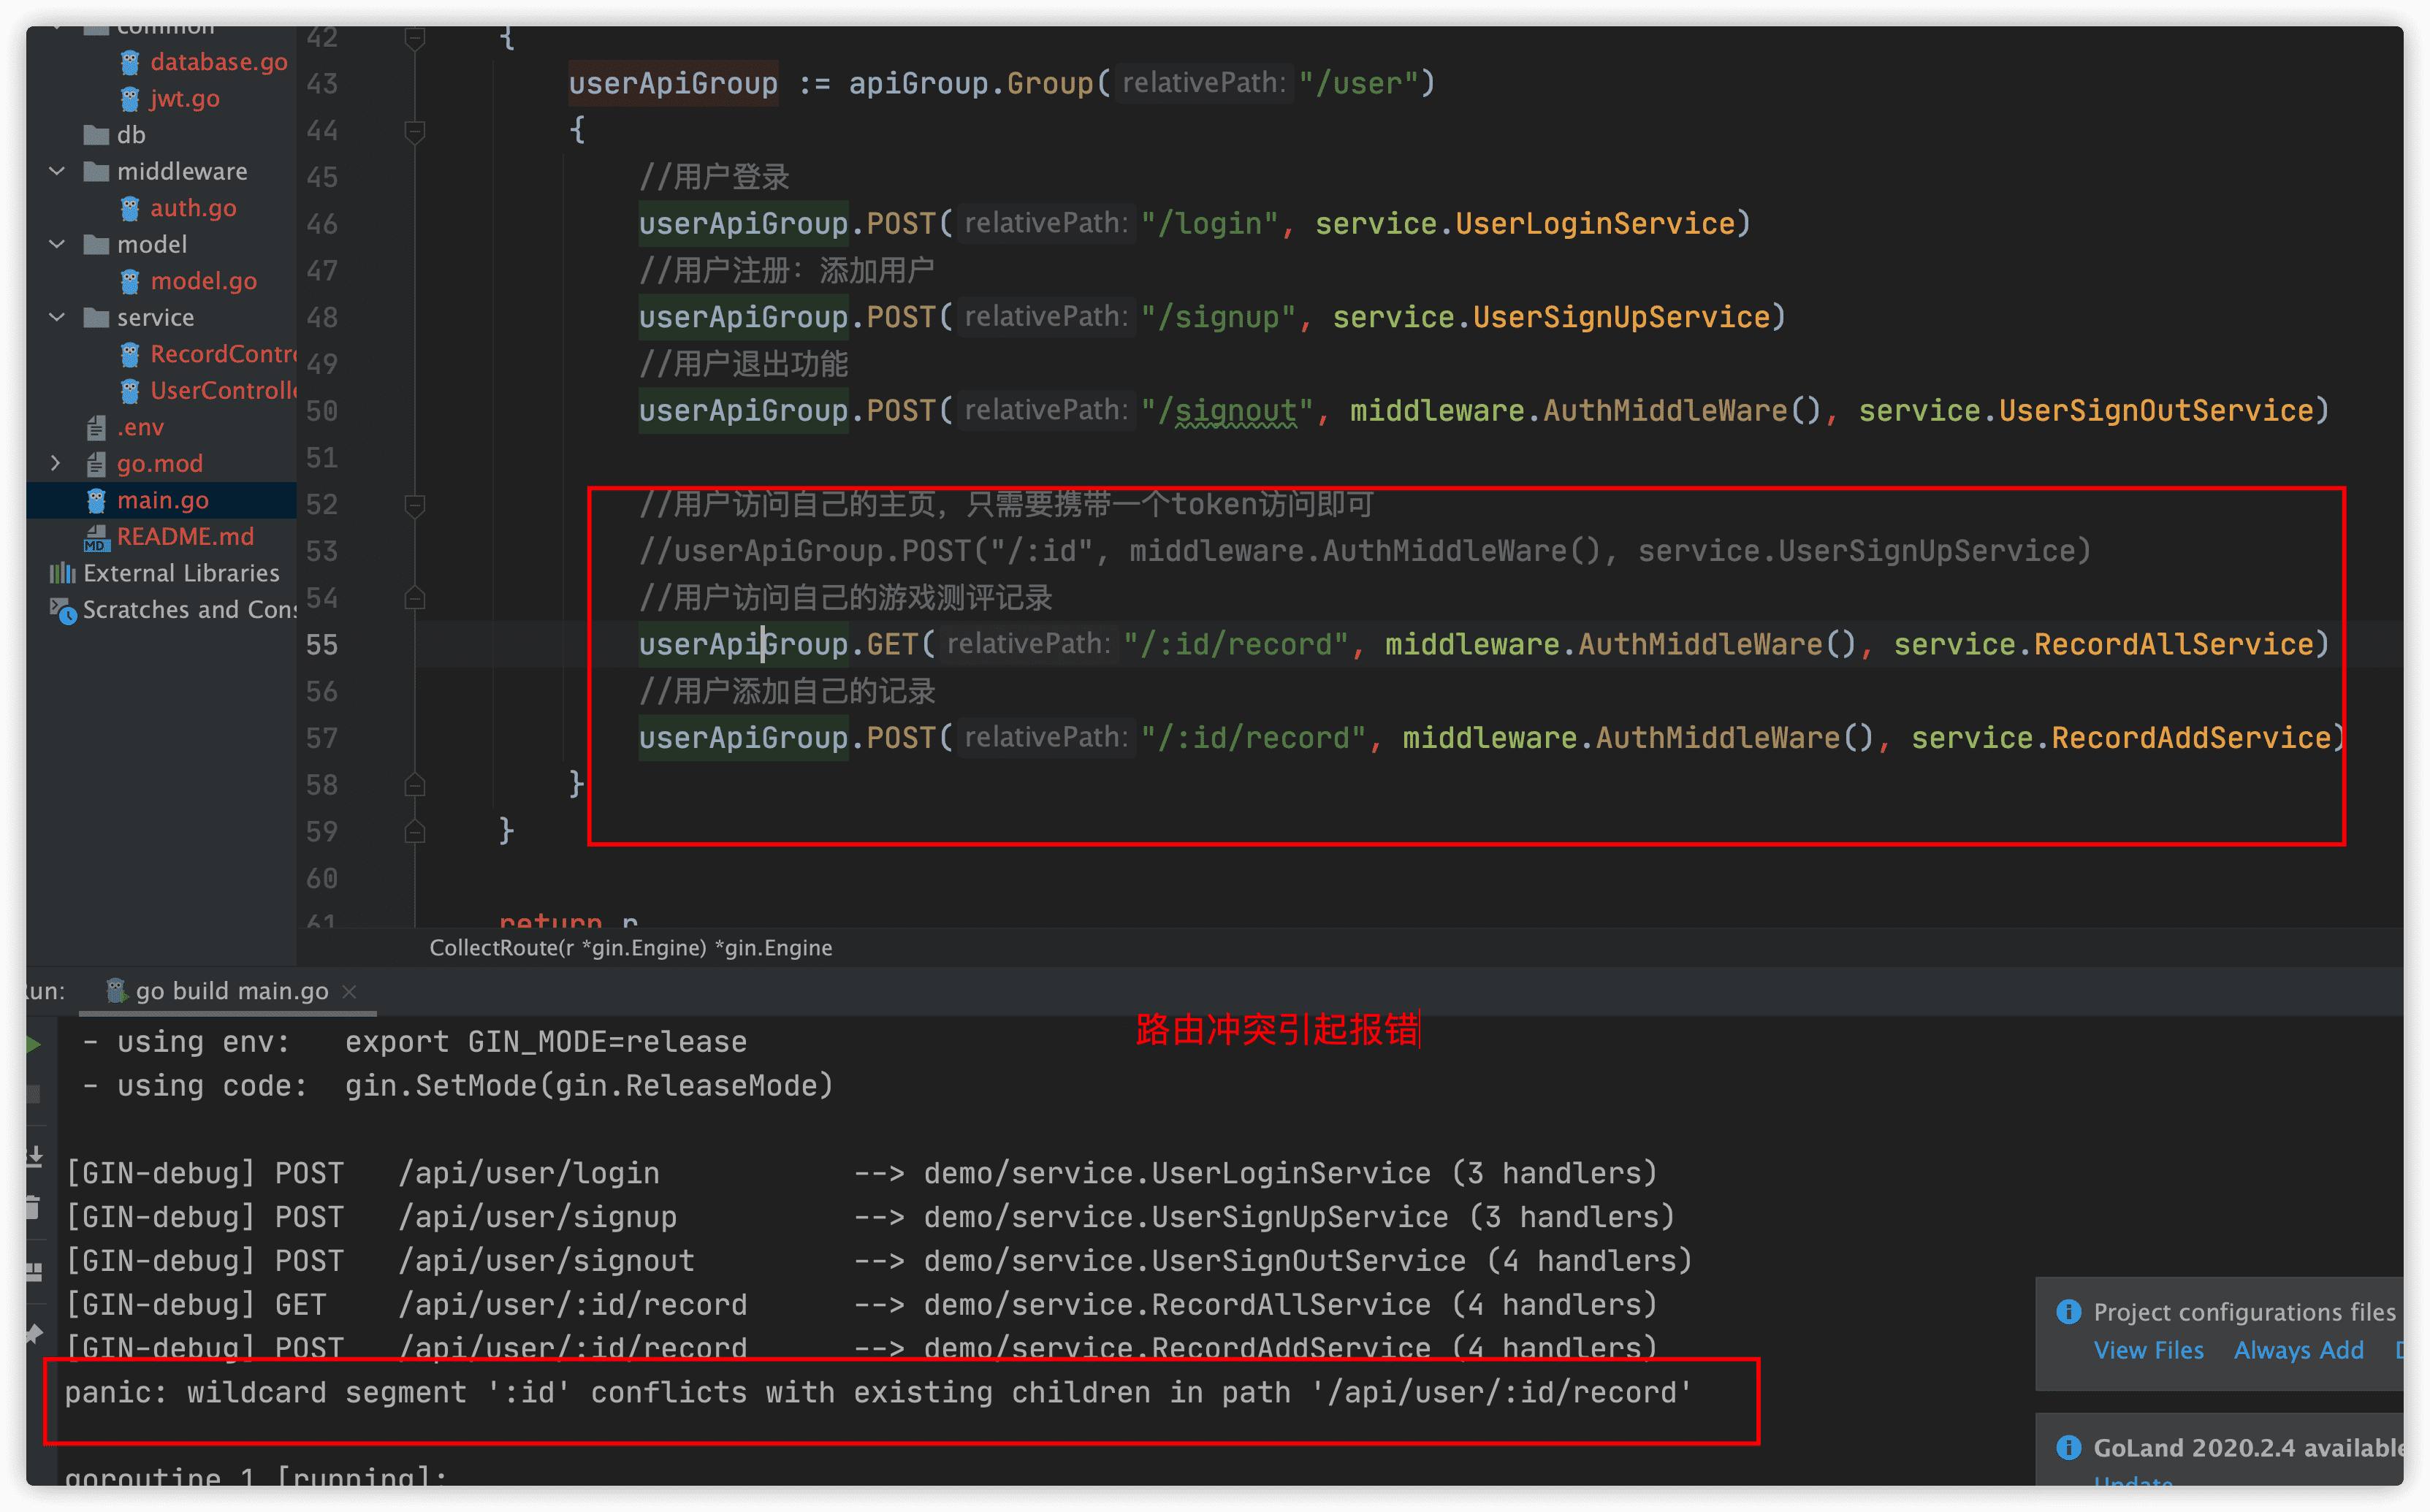 common
database.go
jwt.go
db
middleware
auth.go
model
model.go
service
RecordContro
UserControlle
.env
go.mod
main.go
README.md
External Libraries
Scratches and Cons
42 {
43 userApiGroup := apiGroup.Group( relativePath: "/user")
44 {
45 //用户登录
46 userApiGroup.POST( relativePath: "/login", service.UserLoginService)
47 //用户注册：添加用户
48 userApiGroup.POST( relativePath: "/signup", service.UserSignUpService)
49 //用户退出功能
50 userApiGroup.POST( relativePath: "/signout", middleware.AuthMiddleWare(), service.UserSignOutService)
51
52 //用户访问自己的主页，只需要携带一个token访问即可
53 //userApiGroup.POST("/:id", middleware.AuthMiddleWare(), service.UserSignUpService)
54 //用户访问自己的游戏测评记录
55 userApiGroup.GET( relativePath: "/:id/record", middleware.AuthMiddleWare(), service.RecordAllService)
56 //用户添加自己的记录
57 userApiGroup.POST( relativePath: "/:id/record", middleware.AuthMiddleWare(), service.RecordAddService)
58 }
59 }
60
61 return r
CollectRoute(r *gin.Engine) *gin.Engine
un: go build main.go
路由冲突引起报错
- using env: export GIN_MODE=release
- using code: gin.SetMode(gin.ReleaseMode)
[GIN-debug] POST /api/user/login --> demo/service.UserLoginService (3 handlers)
[GIN-debug] POST /api/user/signup --> demo/service.UserSignUpService (3 handlers)
[GIN-debug] POST /api/user/signout --> demo/service.UserSignOutService (4 handlers)
[GIN-debug] GET /api/user/:id/record --> demo/service.RecordAllService (4 handlers)
[GIN-debug] POST /api/user/:id/record --> demo/service.RecordAddService (4 handlers)
panic: wildcard segment ':id' conflicts with existing children in path '/api/user/:id/record'
goroutine 1 [running]:
Project configurations files
View Files Always Add
GoLand 2020.2.4 available
Update